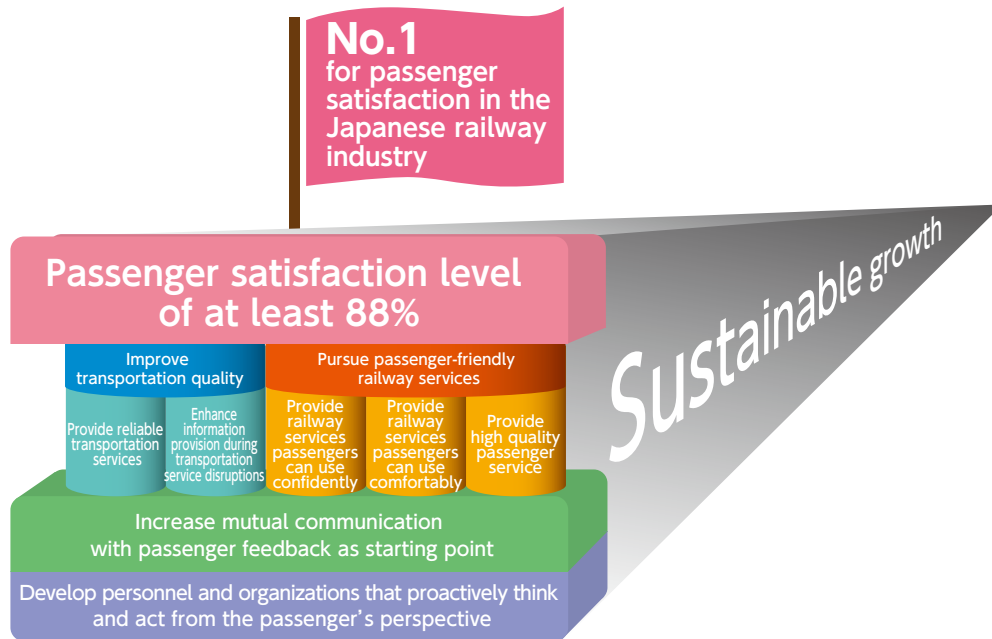 No.1
for passenger
satisfaction in the
Japanese railway
industry
Passenger satisfaction level
of at least 88%
Improve
transportation quality
Pursue passenger-friendly
railway services
Provide reliable
transportation
services
Enhance
information
provision during
transportation
service disruptions
Provide
railway
services
passengers
can use
confidently
Provide
railway
services
passengers
can use
comfortably
Provide
high quality
passenger
service
Increase mutual communication
with passenger feedback as starting point
Develop personnel and organizations that proactively think
and act from the passenger’s perspective
Sustainable growth